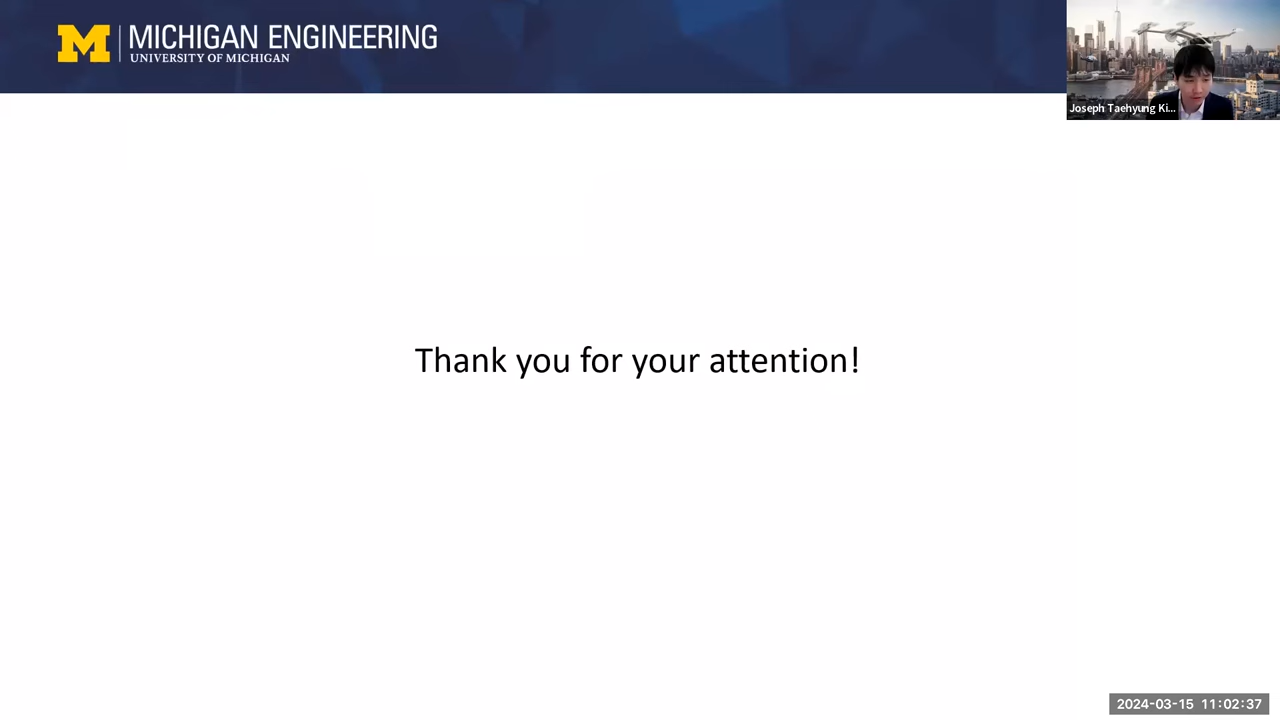 MICHIGAN ENGINEERING
UNIVERSITY OF MICHIGAN
Joseph Taehyung Ki...
Thank you for your attention!
2024-03-15 11:02:37